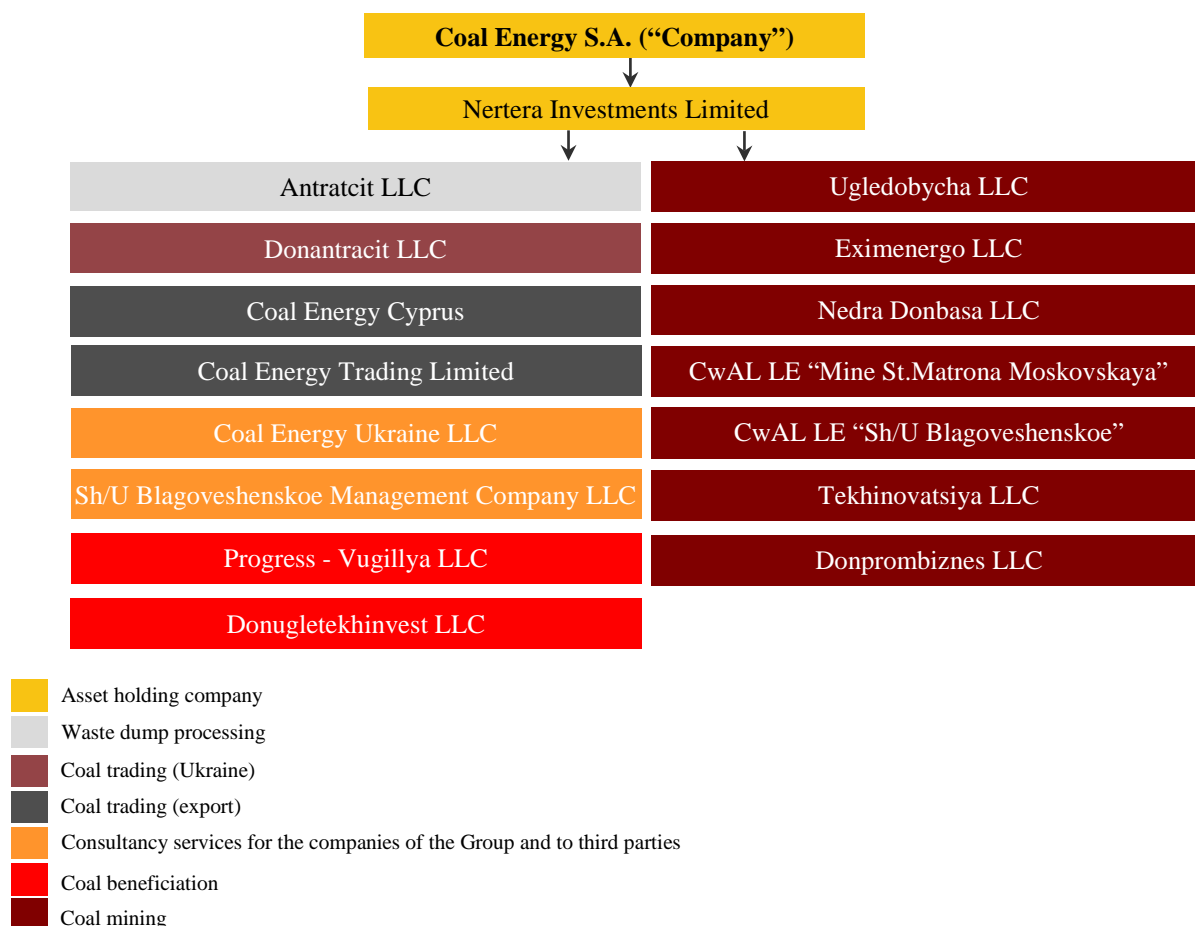 Coal Energy S.A. (“Company”)
Nertera Investments Limited
Antratcit LLC
Donantracit LLC
Coal Energy Cyprus
Coal Energy Trading Limited
Coal Energy Ukraine LLC
Sh/U Blagoveshenskoe Management Company LLC
Progress - Vugillya LLC
Donugletekhinvest LLC
Ugledobycha LLC
Eximenergo LLC
Nedra Donbasa LLC
CwAL LE “Mine St.Matrona Moskovskaya”
CwAL LE “Sh/U Blagoveshenskoe”
Tekhinovatsiya LLC
Donprombiznes LLC
Asset holding company
Waste dump processing
Coal trading (Ukraine)
Coal trading (export)
Consultancy services for the companies of the Group and to third parties
Coal beneficiation
Coal mining